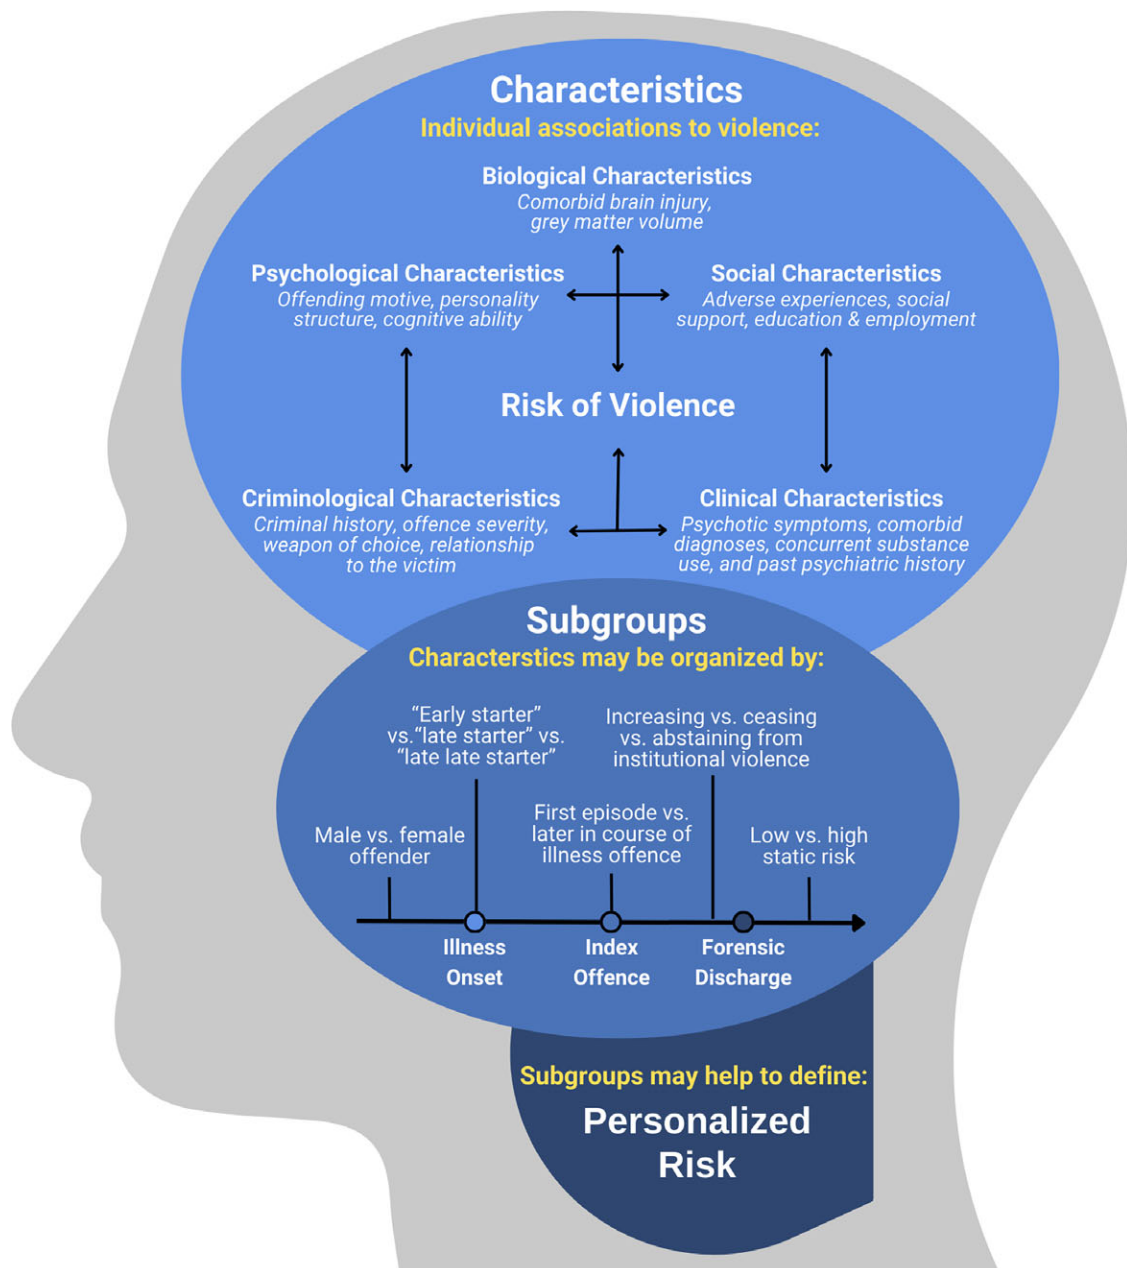 Characteristics
Individual associations to violence:
Biological Characteristics
Comorbid brain injury,
grey matter volume
Psychological Characteristics
Offending motive, personality
structure, cognitive ability
Social Characteristics
Adverse experiences, social
support, education & employment
Risk of Violence
Criminological Characteristics
Criminal history, offence severity,
weapon of choice, relationship
to the victim
Clinical Characteristics
Psychotic symptoms, comorbid
diagnoses, concurrent substance
use, and past psychiatric history
Subgroups
Characterstics may be organized by:
“Early starter”
vs.“late starter” vs.
“late late starter”
Increasing vs. ceasing
vs. abstaining from
institutional violence
Male vs. female
offender
First episode vs.
later in course of
illness offence
Low vs. high
static risk
Illness
Onset
Index
Offence
Forensic
Discharge
Subgroups may help to define:
Personalized
Risk